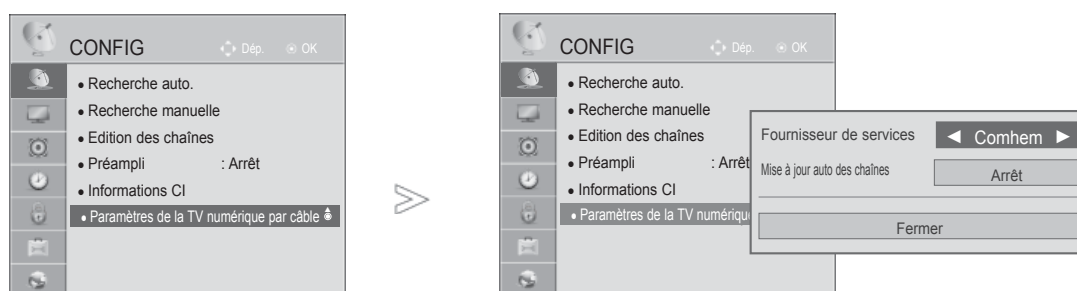 CONFIG Dép. OK
• Recherche auto.
• Recherche manuelle
• Edition des chaînes
• Préampli : Arrêt
• Informations CI
• Paramètres de la TV numérique par câble
CONFIG Dép. OK
• Recherche auto.
• Recherche manuelle
• Edition des chaînes
• Préampli : Arrêt
• Informations CI
• Paramètres de la TV numériqu
Fournisseur de services ◄ Comhem ►
Mise à jour auto des chaînes Arrêt
Fermer